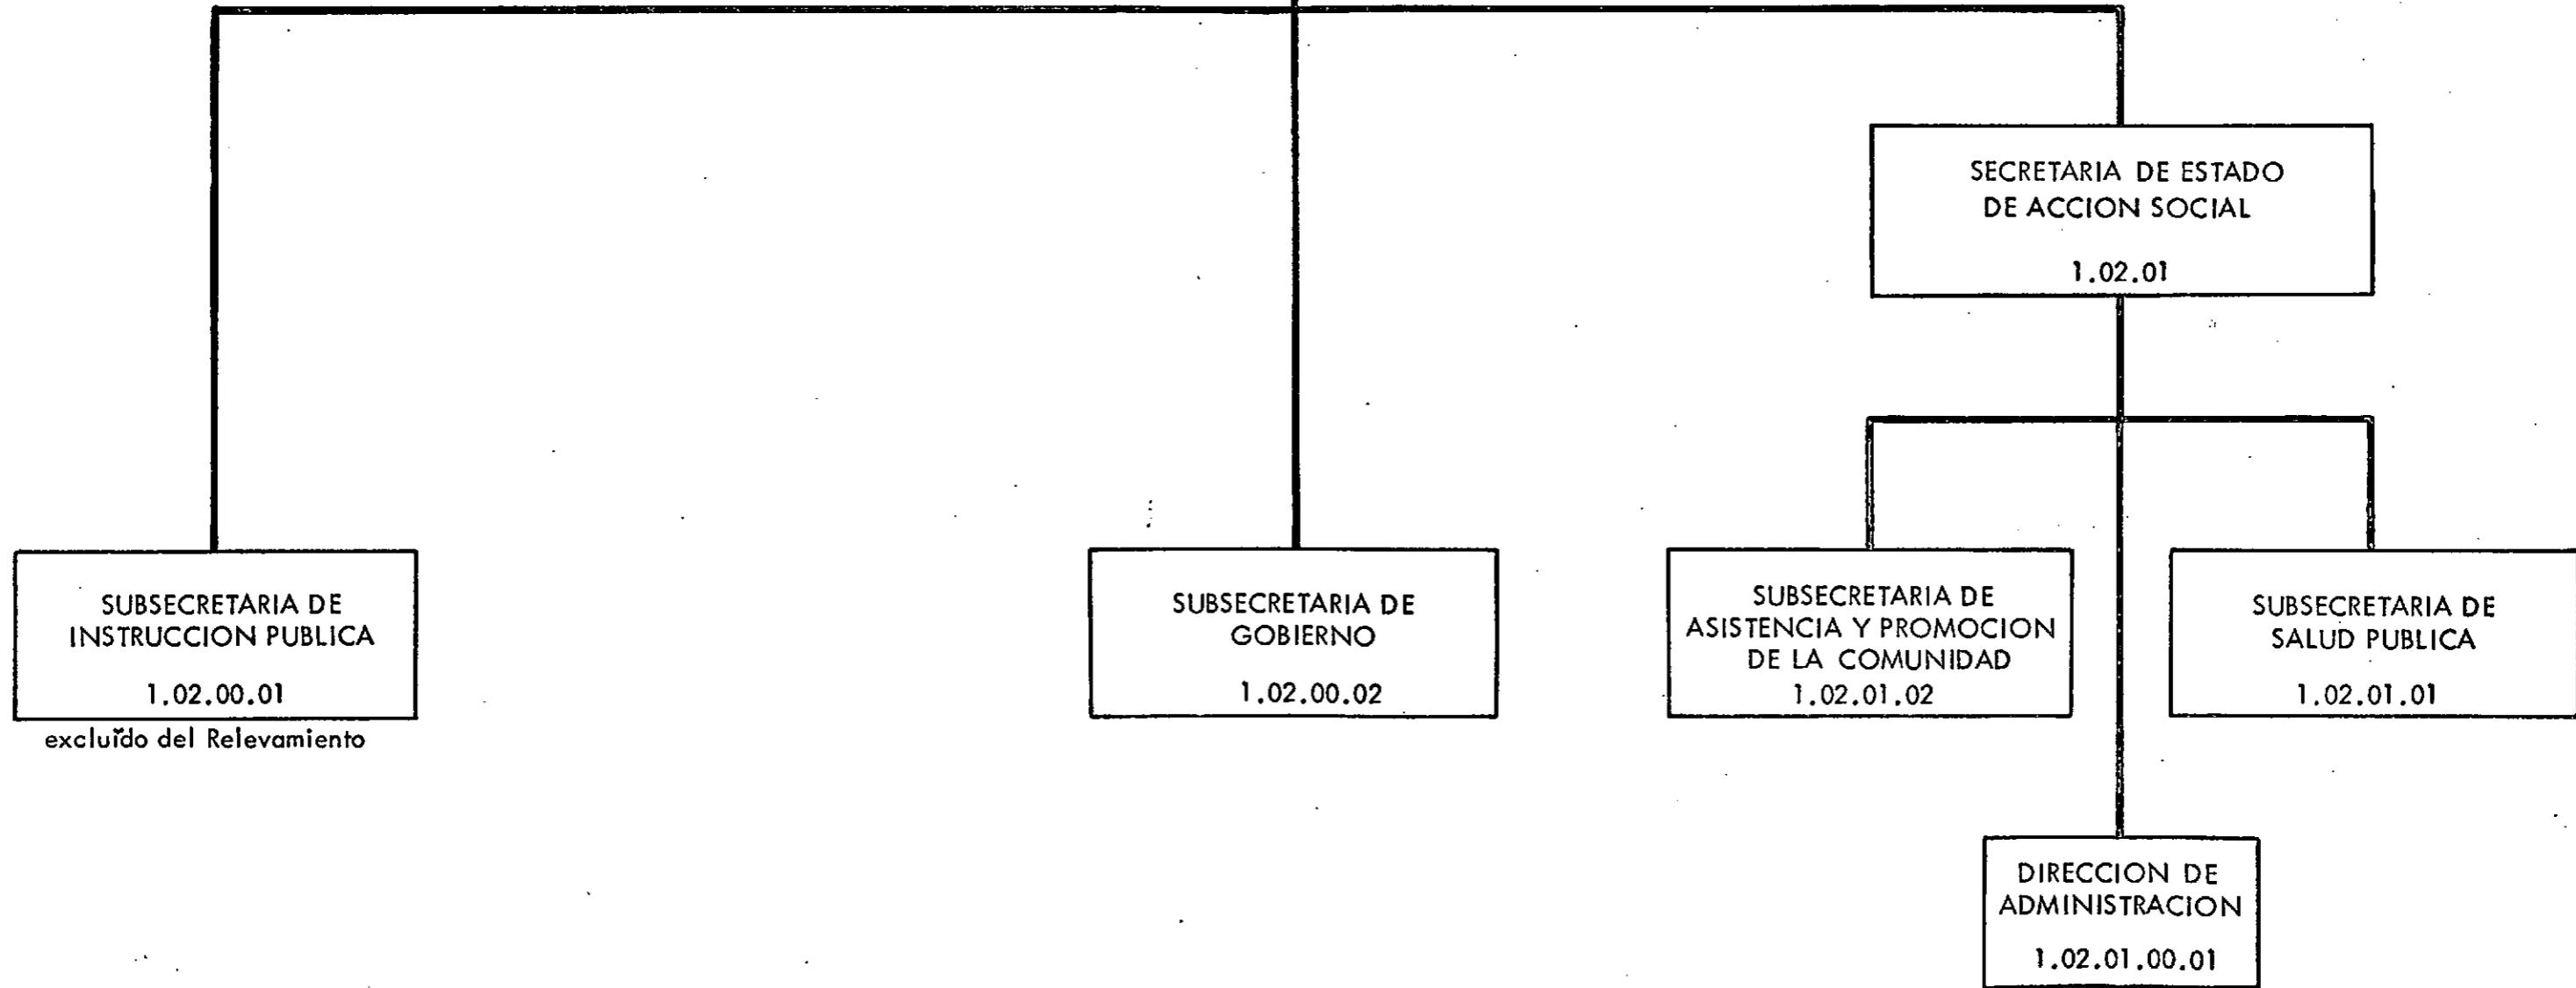 SECRETARIA DE ESTADO
DE ACCION SOCIAL
1.02.01
SUBSECRETARIA DE
INSTRUCCION PUBLICA
1.02.00.01
excluído del Relevamiento
SUBSECRETARIA DE
GOBIERNO
1.02.00.02
SUBSECRETARIA DE
ASISTENCIA Y PROMOCION
DE LA COMUNIDAD
1.02.01.02
SUBSECRETARIA DE
SALUD PUBLICA
1.02.01.01
DIRECCION DE
ADMINISTRACION
1.02.01.00.01